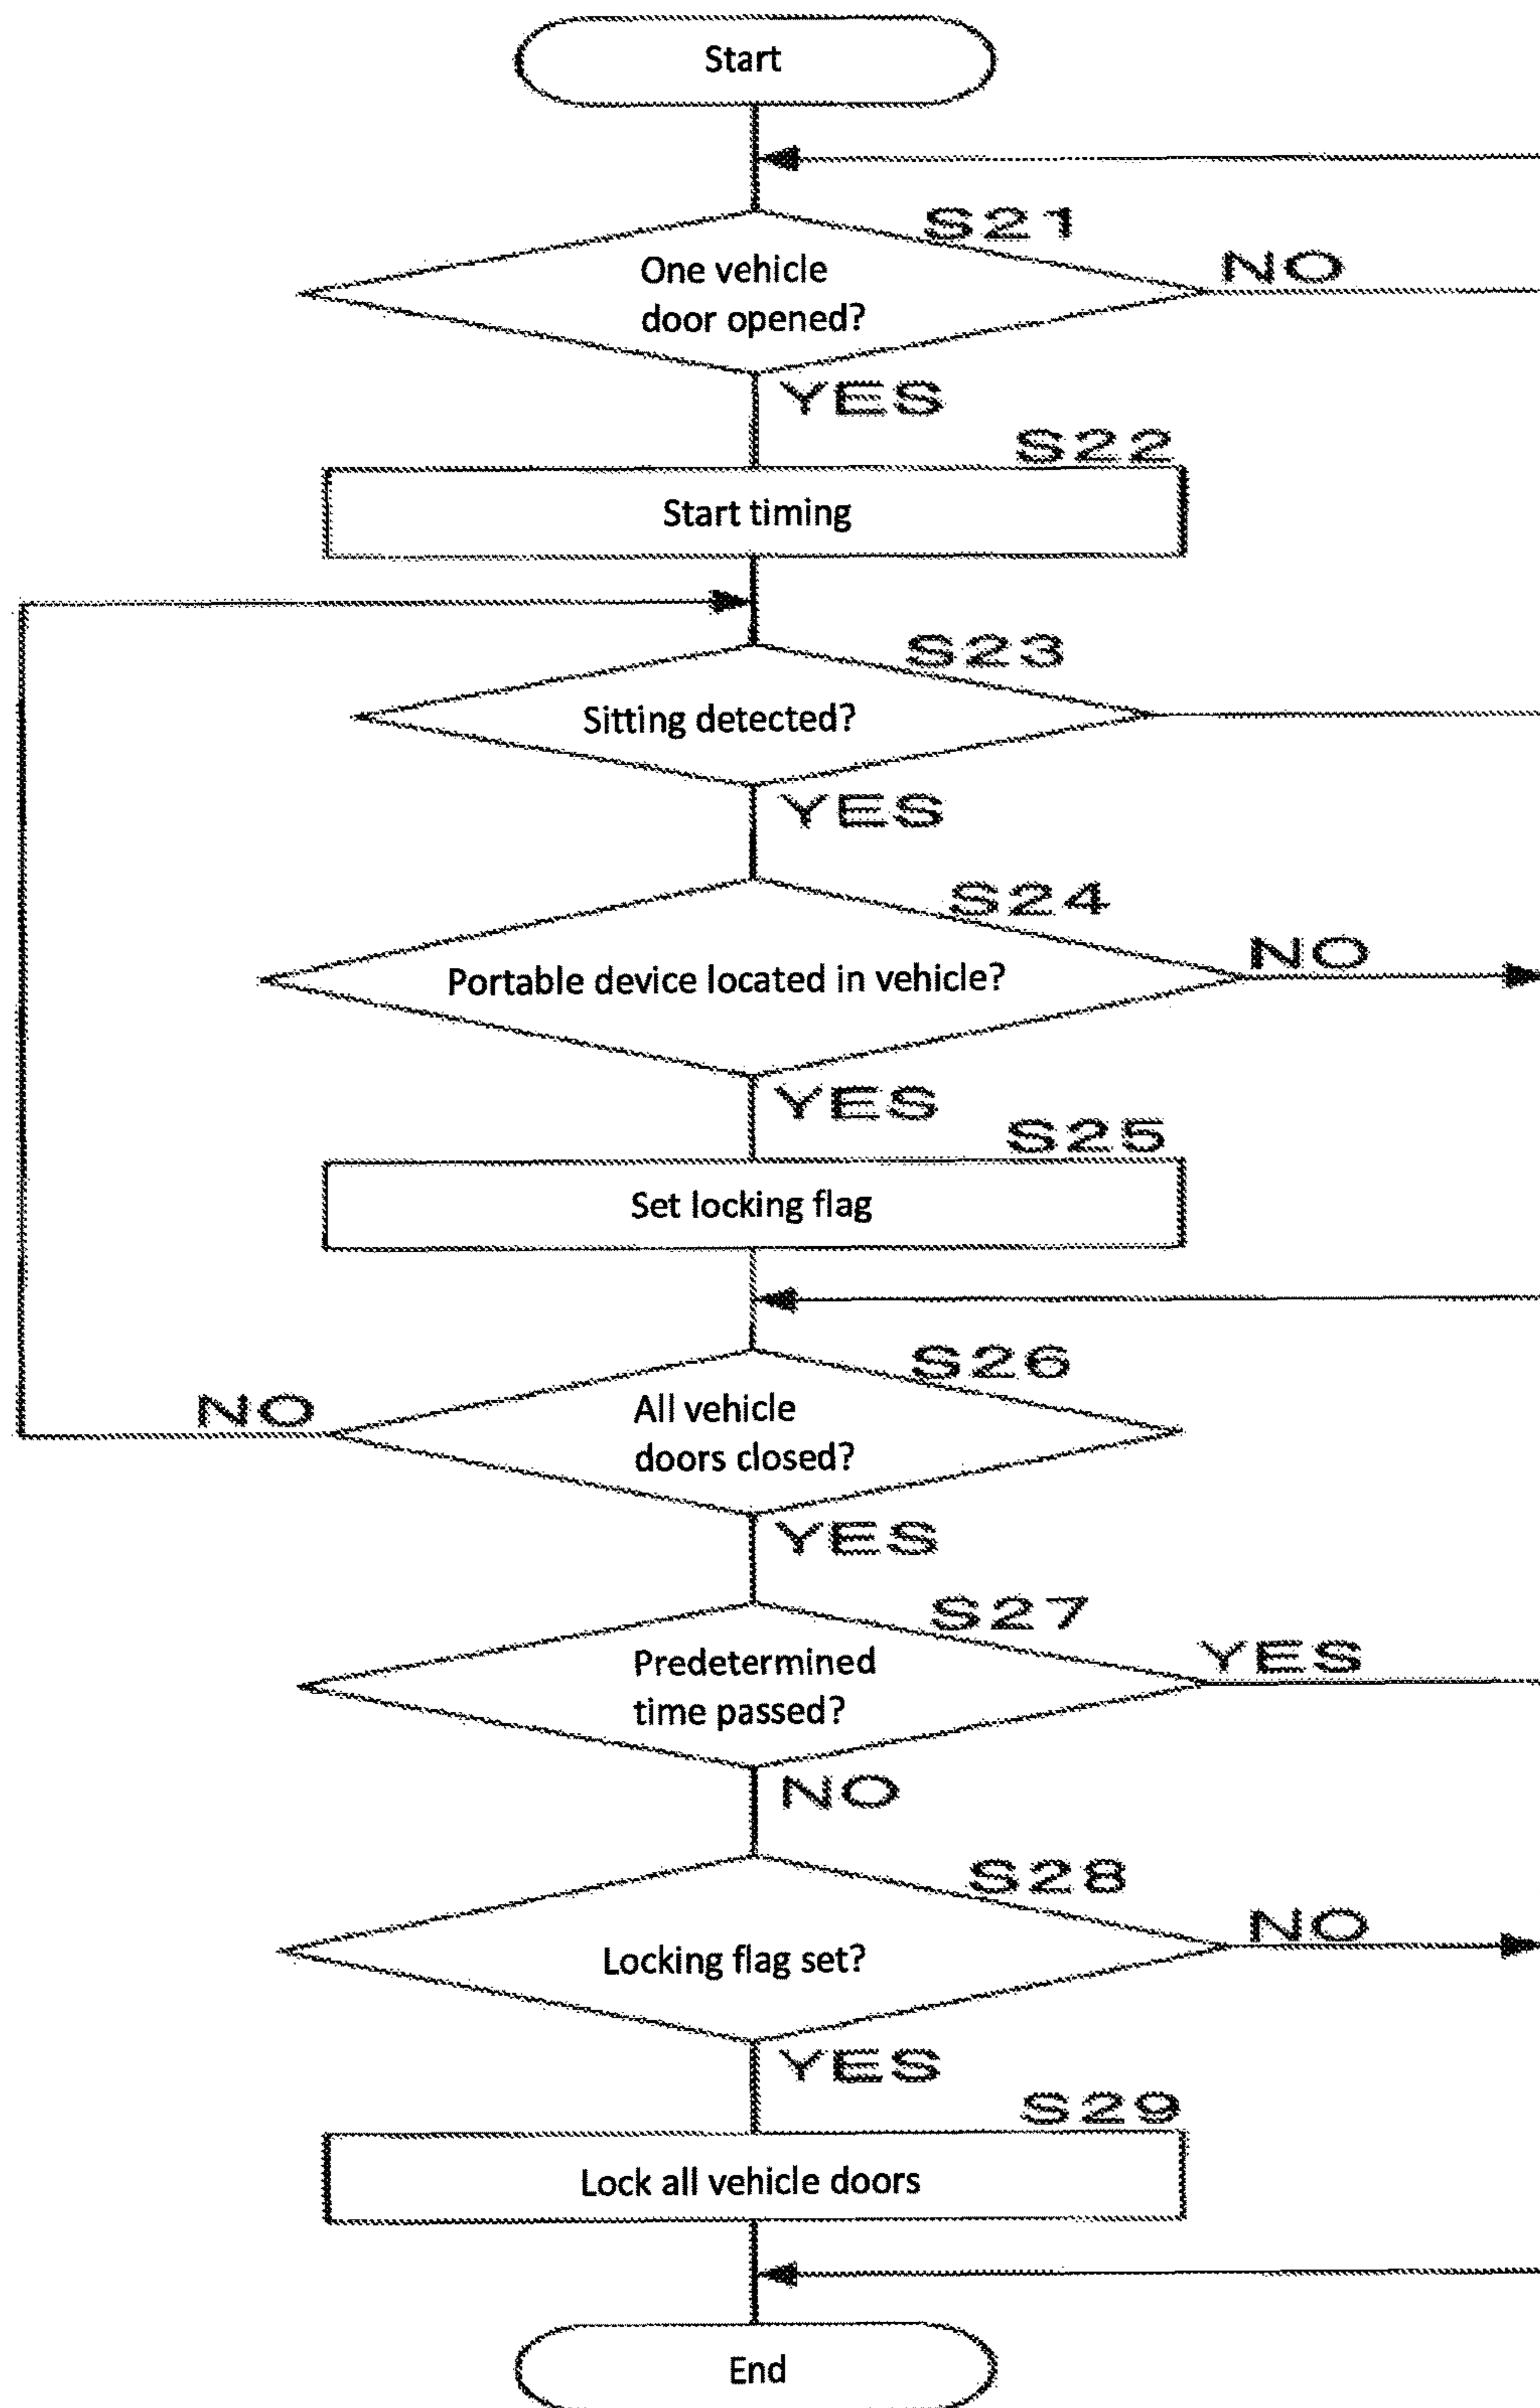 Start
S21
One vehicle
door opened?
NO
YES
S22
Start timing
S23
Sitting detected?
YES
S24
Portable device located in vehicle?
NO
YES
S25
Set locking flag
S26
All vehicle
doors closed?
NO
YES
S27
Predetermined
time passed?
YES
NO
S28
Locking flag set?
NO
YES
S29
Lock all vehicle doors
End